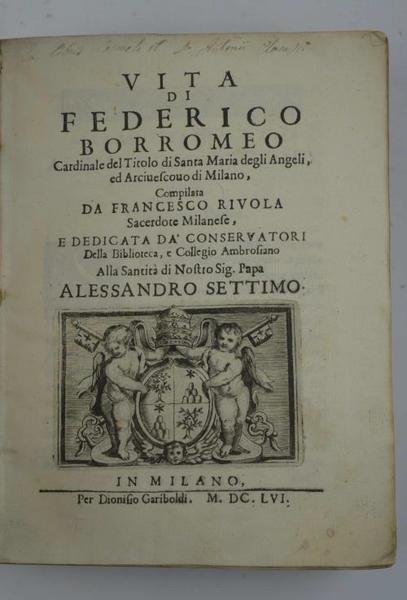 VITA
DI
FEDERICO
BORROMEO
Cardinale del Titolo di Santa Maria degli Angeli,
ed Arciuescouo di Milano,
Compilata
DA FRANCESCO RIVOLA
Sacerdote Milanese,
E DEDICATA DA' CONSERVATORI
Della Biblioteca, e Collegio Ambrosiano
Alla Santità di Nostro Sig. Papa
ALESSANDRO SETTIMO.
IN MILANO,
Per Dionisio Gariboldi. M. DC. LVI.